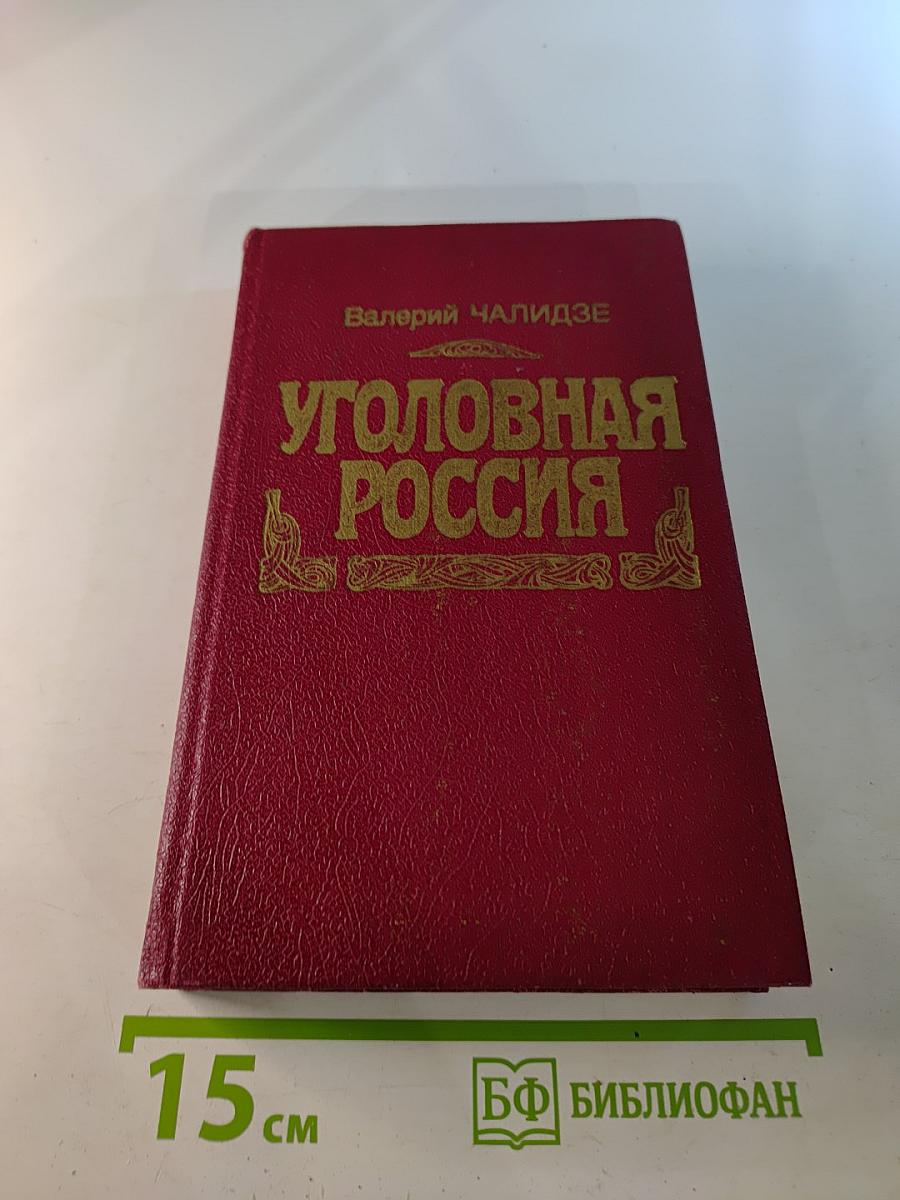 Валерий ЧАЛИДЗЕ
УГОЛОВНАЯ
РОССИЯ
15 см
БФ БИБЛИОФАН